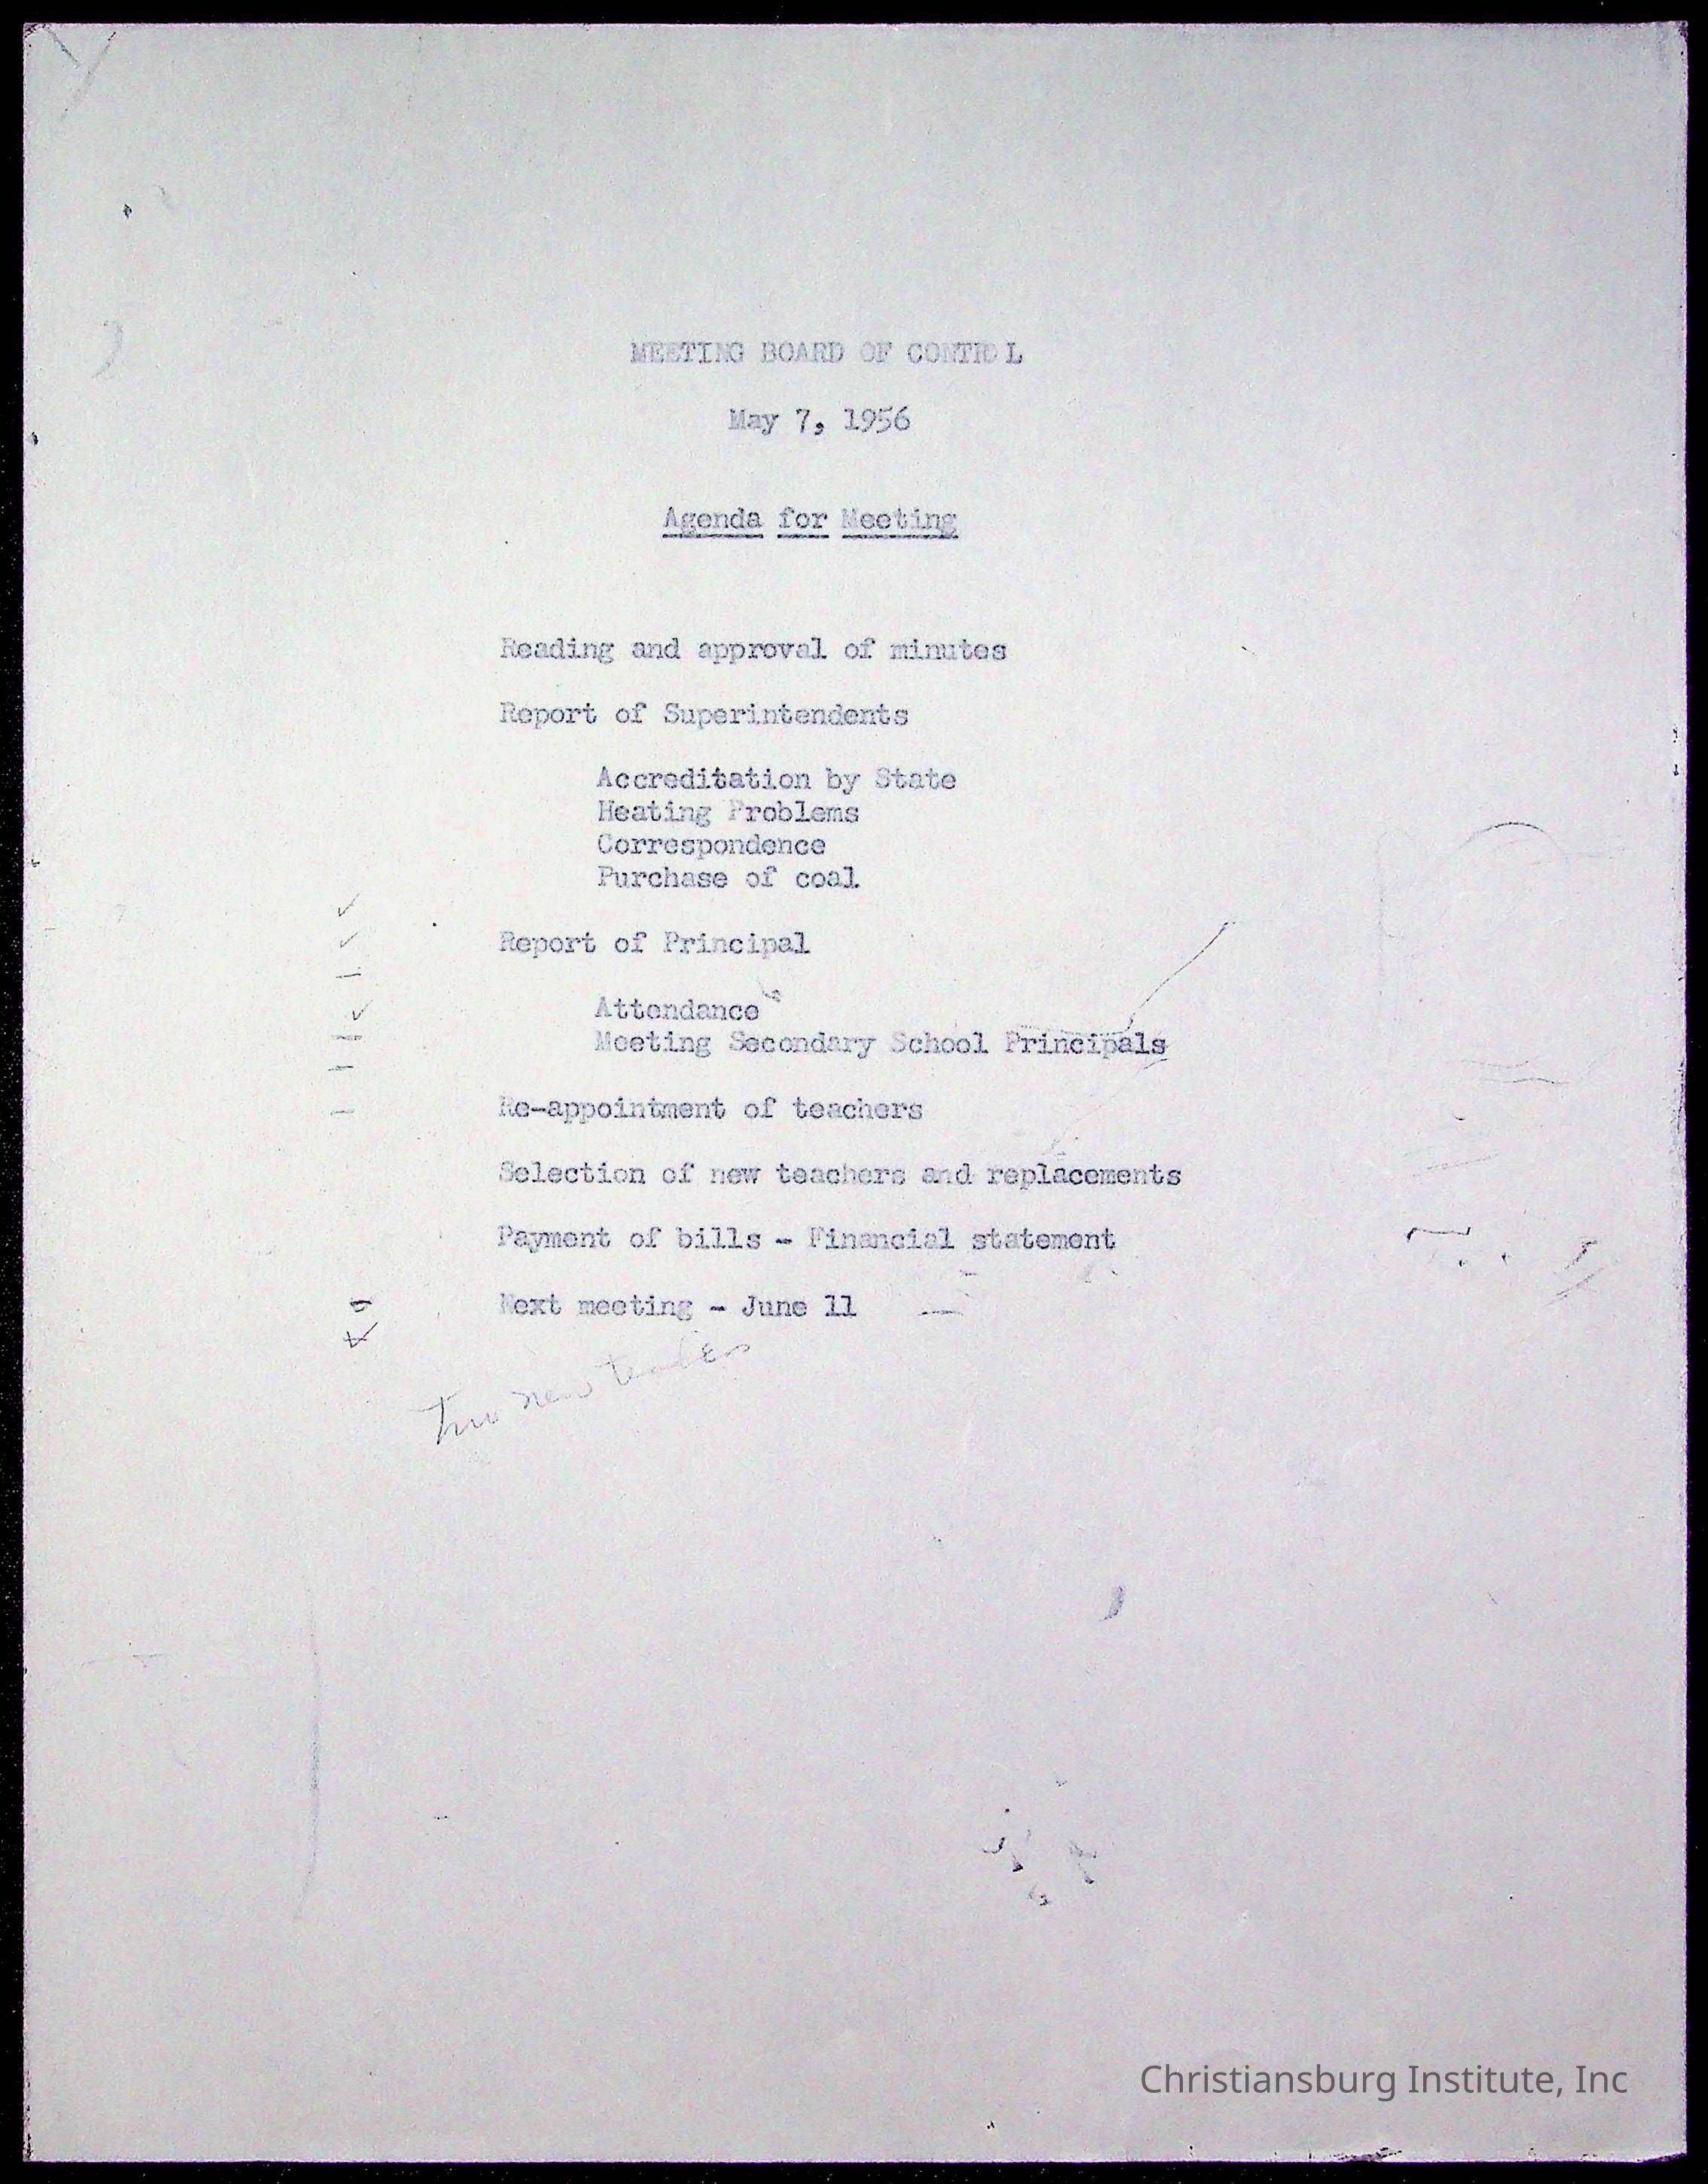 MEETING BOARD OF CONTROL
May 7, 1956
Agenda for Meeting
Reading and approval of minutes
Report of Superintendents
Accreditation by State
Heating Problems
Correspondence
Purchase of coal
Report of Principal
Attendance
Meeting Secondary School Principals
Re-appointment of teachers
Selection of new teachers and replacements
Payment of bills - Financial statement
Next meeting - June 11
Two new teachers
Christiansburg Institute, Inc